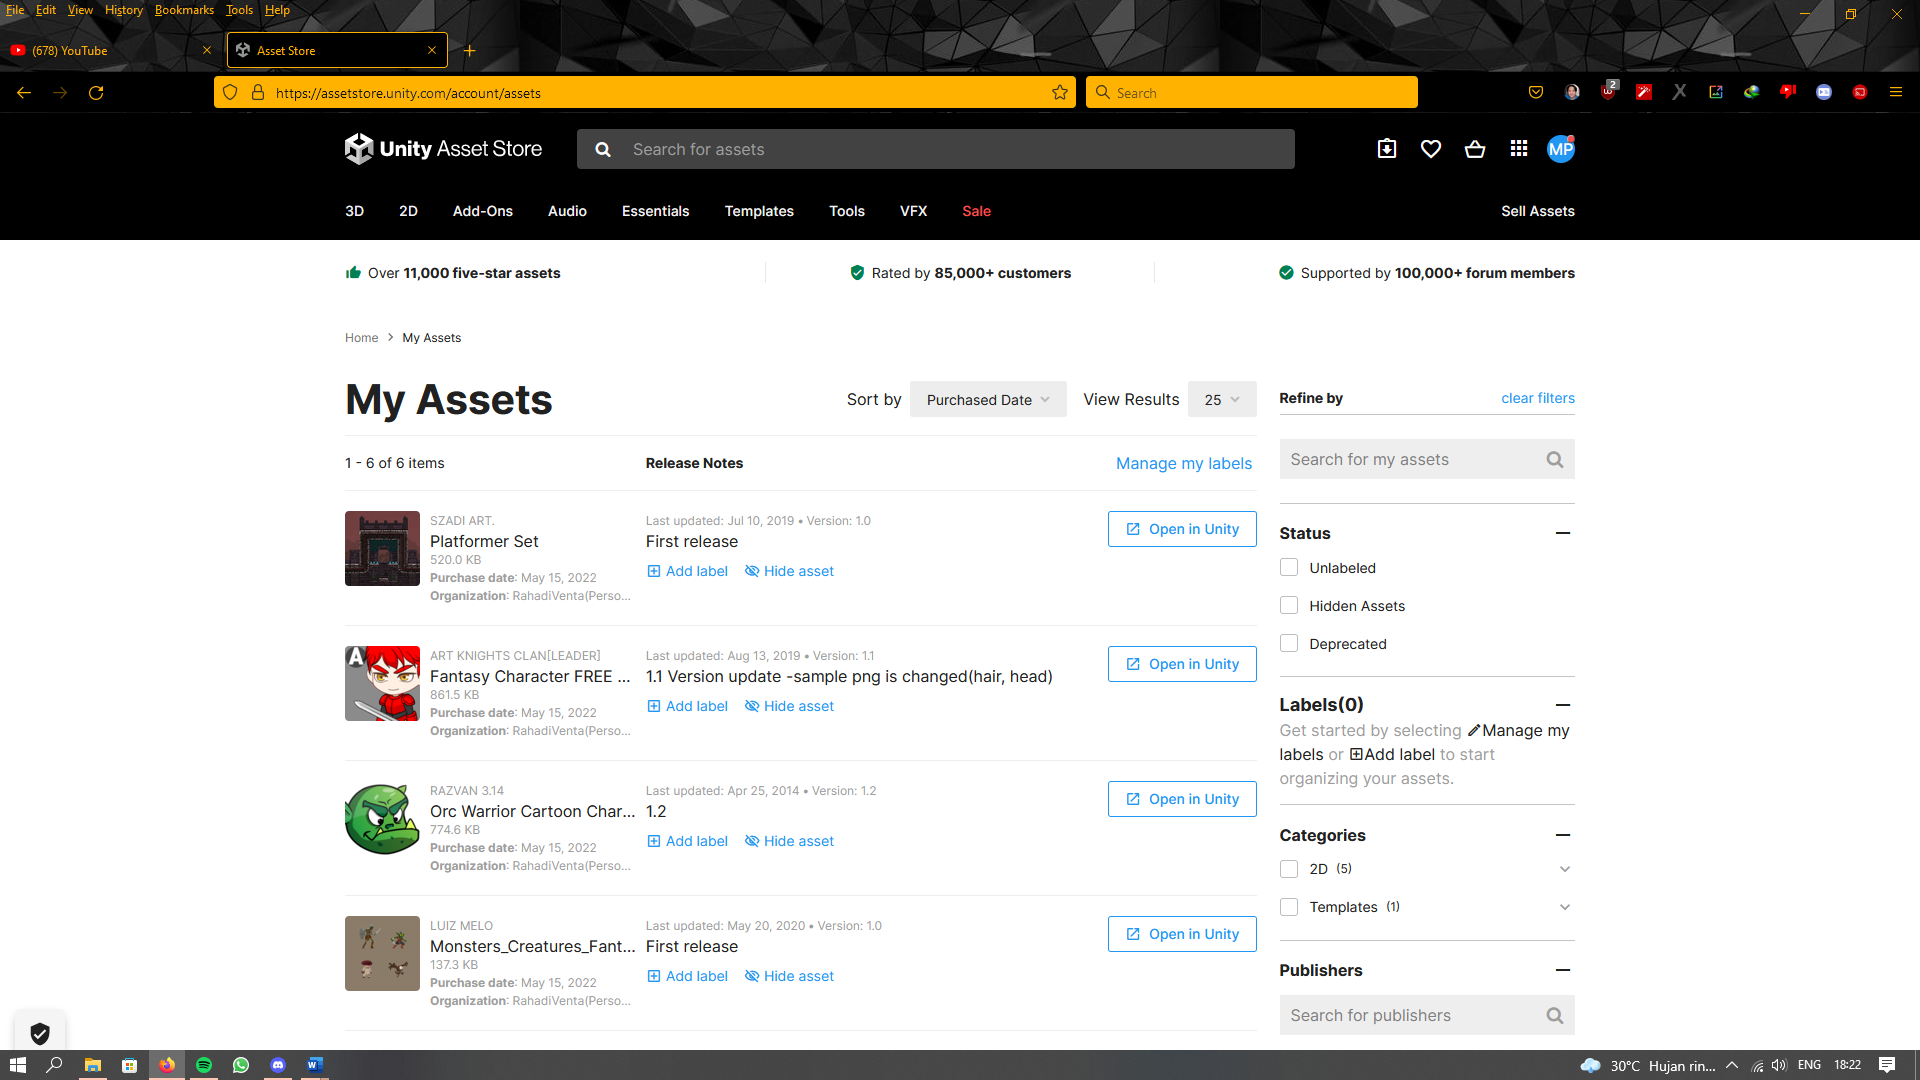 File Edit View History Bookmarks Tools Help
(678) YouTube
Asset Store
https://assetstore.unity.com/account/assets
Search
2
Unity Asset Store
Search for assets
MP
3D 2D Add-Ons Audio Essentials Templates Tools VFX Sale Sell Assets
Over 11,000 five-star assets
Rated by 85,000+ customers
Supported by 100,000+ forum members
Home > My Assets
My Assets
Sort by Purchased Date
View Results 25
1 - 6 of 6 items
Release Notes
Manage my labels
SZADI ART.
Platformer Set
520.0 KB
Purchase date: May 15, 2022
Organization: RahadiVenta(Perso...
Last updated: Jul 10, 2019 • Version: 1.0
First release
Add label Hide asset
Open in Unity
A
ART KNIGHTS CLAN[LEADER]
Fantasy Character FREE ...
861.5 KB
Purchase date: May 15, 2022
Organization: RahadiVenta(Perso...
Last updated: Aug 13, 2019 • Version: 1.1
1.1 Version update -sample png is changed(hair, head)
Add label Hide asset
Open in Unity
RAZVAN 3.14
Orc Warrior Cartoon Char...
774.6 KB
Purchase date: May 15, 2022
Organization: RahadiVenta(Perso...
Last updated: Apr 25, 2014 • Version: 1.2
1.2
Add label Hide asset
Open in Unity
LUIZ MELO
Monsters_Creatures_Fant...
137.3 KB
Purchase date: May 15, 2022
Organization: RahadiVenta(Perso...
Last updated: May 20, 2020 • Version: 1.0
First release
Add label Hide asset
Open in Unity
Refine by
clear filters
Search for my assets
Status
Unlabeled
Hidden Assets
Deprecated
Labels(0)
Get started by selecting Manage my
labels or Add label to start
organizing your assets.
Categories
2D (5)
Templates (1)
Publishers
Search for publishers
30°C Hujan rin... ENG 18:22